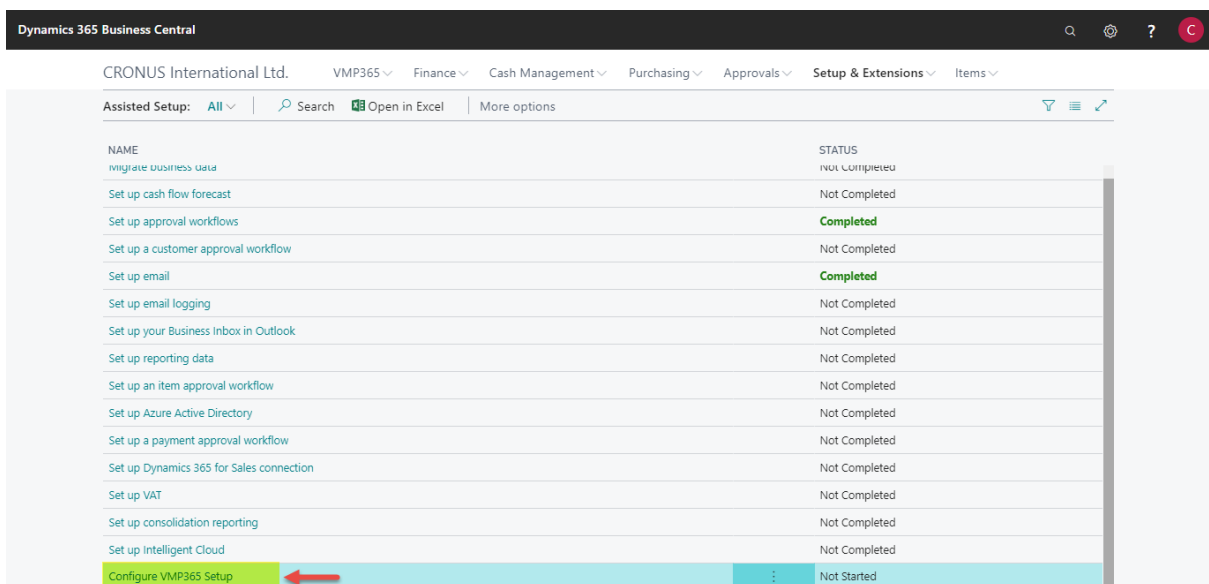 Dynamics 365 Business Central ? C
CRONUS International Ltd. VMP365 Finance Cash Management Purchasing Approvals Setup & Extensions Items
Assisted Setup: All Search Open in Excel More options
NAME STATUS
Migrate business data Not Completed
Set up cash flow forecast Not Completed
Set up approval workflows Completed
Set up a customer approval workflow Not Completed
Set up email Completed
Set up email logging Not Completed
Set up your Business Inbox in Outlook Not Completed
Set up reporting data Not Completed
Set up an item approval workflow Not Completed
Set up Azure Active Directory Not Completed
Set up a payment approval workflow Not Completed
Set up Dynamics 365 for Sales connection Not Completed
Set up VAT Not Completed
Set up consolidation reporting Not Completed
Set up Intelligent Cloud Not Completed
Configure VMP365 Setup Not Started